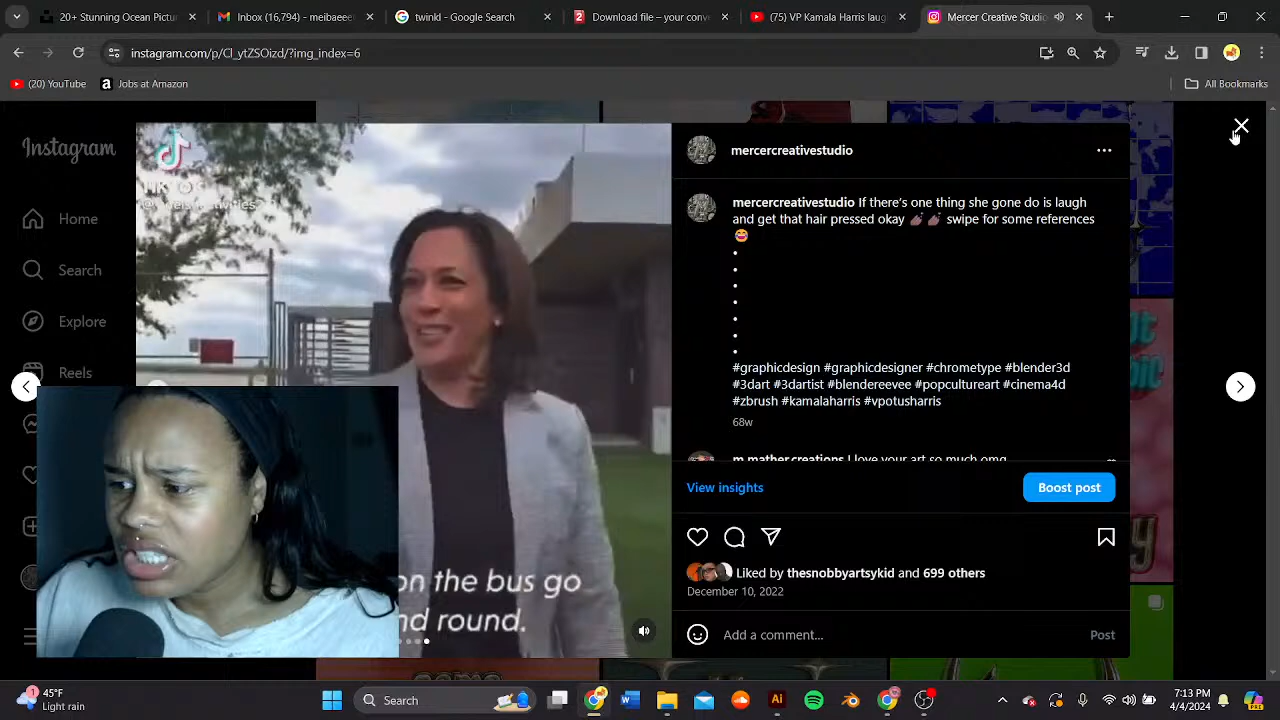 20+ Stunning Ocean Pictur
Inbox (16,794) - meibaeer
twinkl - Google Search
Download file - your conv
(75) VP Kamala Harris laug
Mercer Creative Studio
instagram.com/p/Cl_ytZSOizd/?img_index=6
(20) YouTube
Jobs at Amazon
All Bookmarks
Instagram
Home
Search
Explore
Reels
TikTok
on the bus go
nd round.
mercercreativestudio
mercercreativestudio If there's one thing she gone do is laugh
and get that hair pressed okay 💅🏾 💅🏾 swipe for some references
😂
•
•
•
•
•
•
•
#graphicdesign #graphicdesigner #chrometype #blender3d
#3dart #3dartist #blendereevee #popcultureart #cinema4d
#zbrush #kamalaharris #vpotusharris
68w
m.mather.creations I love your art so much omg
View insights
Boost post
Liked by thesnobbyartsykid and 699 others
December 10, 2022
Add a comment...
Post
1
45°F
Light rain
Search
7:13 PM
4/4/2024